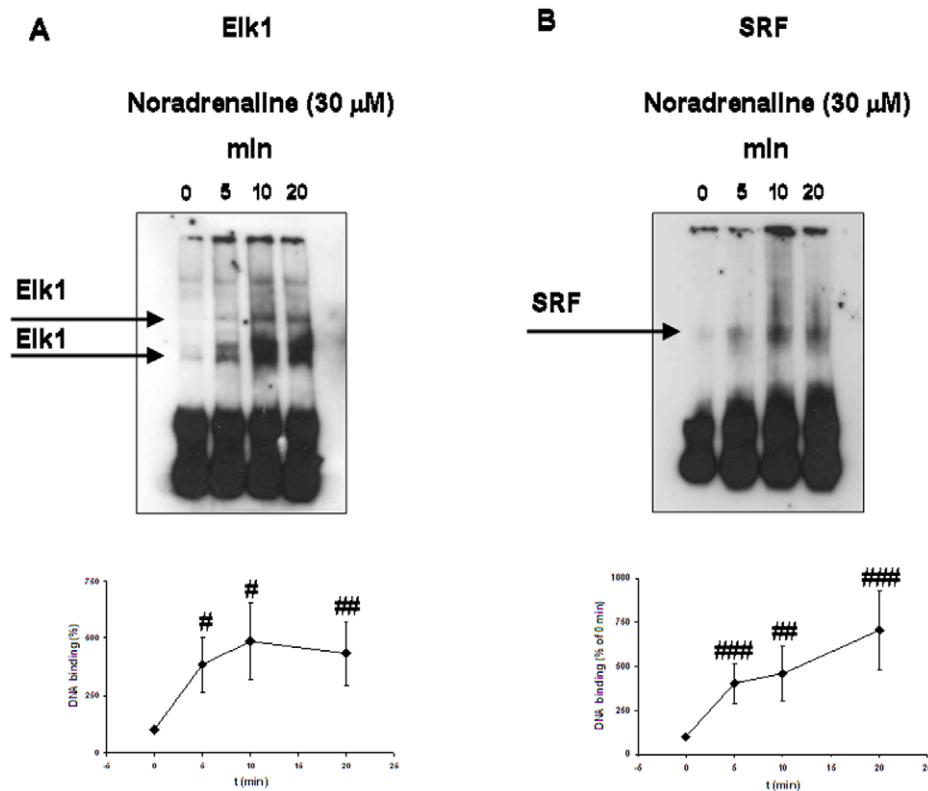 A
Elk1
Noradrenaline (30 µM)
min
0 5 10 20
Elk1
Elk1
750
500
250
0
DNA binding (%)
# # ##
-5 0 5 10 15 20 25
t (min)
B
SRF
Noradrenaline (30 µM)
min
0 5 10 20
SRF
1000
750
500
250
0
DNA binding (% of 0 min)
#### ## ####
-5 0 5 10 15 20 25
t (min)